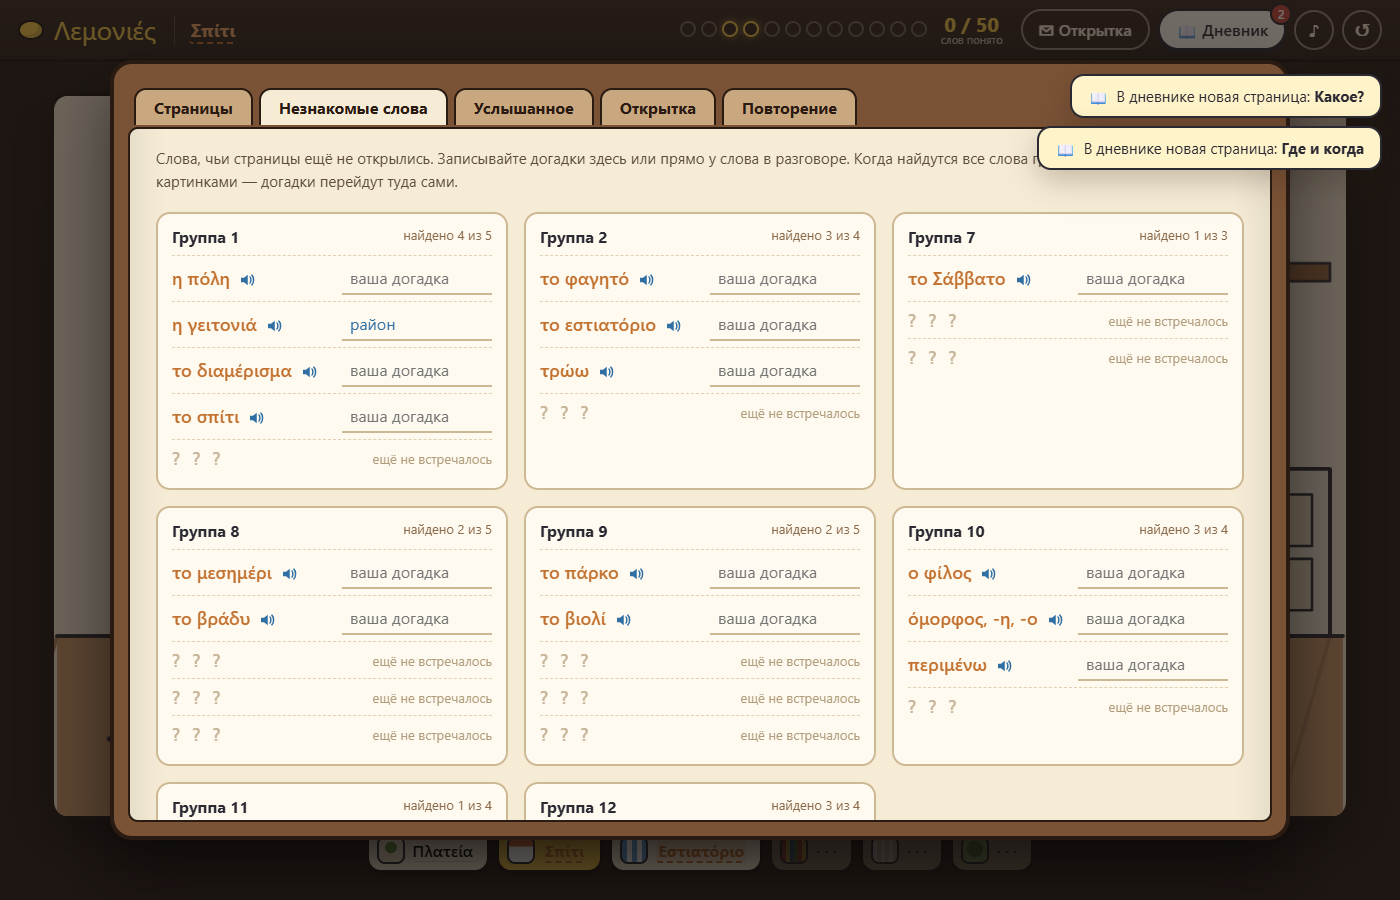 Λεμονιές
Σπίτι
0 / 50
слов понято
Открытка
Дневник
2
♪
↺
Страницы
Незнакомые слова
Услышанное
Открытка
Повторение
В дневнике новая страница: Какое?
В дневнике новая страница: Где и когда
Слова, чьи страницы ещё не открылись. Записывайте догадки здесь или прямо у слова в разговоре. Когда найдутся все слова
картинками — догадки перейдут туда сами.
Группа 1
найдено 4 из 5
η πόλη
ваша догадка
η γειτονιά
район
το διαμέρισμα
ваша догадка
το σπίτι
ваша догадка
? ? ?
ещё не встречалось
Группа 2
найдено 3 из 4
το φαγητό
ваша догадка
το εστιατόριο
ваша догадка
τρώω
ваша догадка
? ? ?
ещё не встречалось
Группа 7
найдено 1 из 3
το Σάββατο
ваша догадка
? ? ?
ещё не встречалось
? ? ?
ещё не встречалось
Группа 8
найдено 2 из 5
το μεσημέρι
ваша догадка
το βράδυ
ваша догадка
? ? ?
ещё не встречалось
? ? ?
ещё не встречалось
? ? ?
ещё не встречалось
Группа 9
найдено 2 из 5
το πάρκο
ваша догадка
το βιολί
ваша догадка
? ? ?
ещё не встречалось
? ? ?
ещё не встречалось
? ? ?
ещё не встречалось
Группа 10
найдено 3 из 4
ο φίλος
ваша догадка
όμορφος, -η, -ο
ваша догадка
περιμένω
ваша догадка
? ? ?
ещё не встречалось
Группа 11
найдено 1 из 4
Группа 12
найдено 3 из 4
Πλατεία
Σπίτι
Εστιατόριο
···
···
···